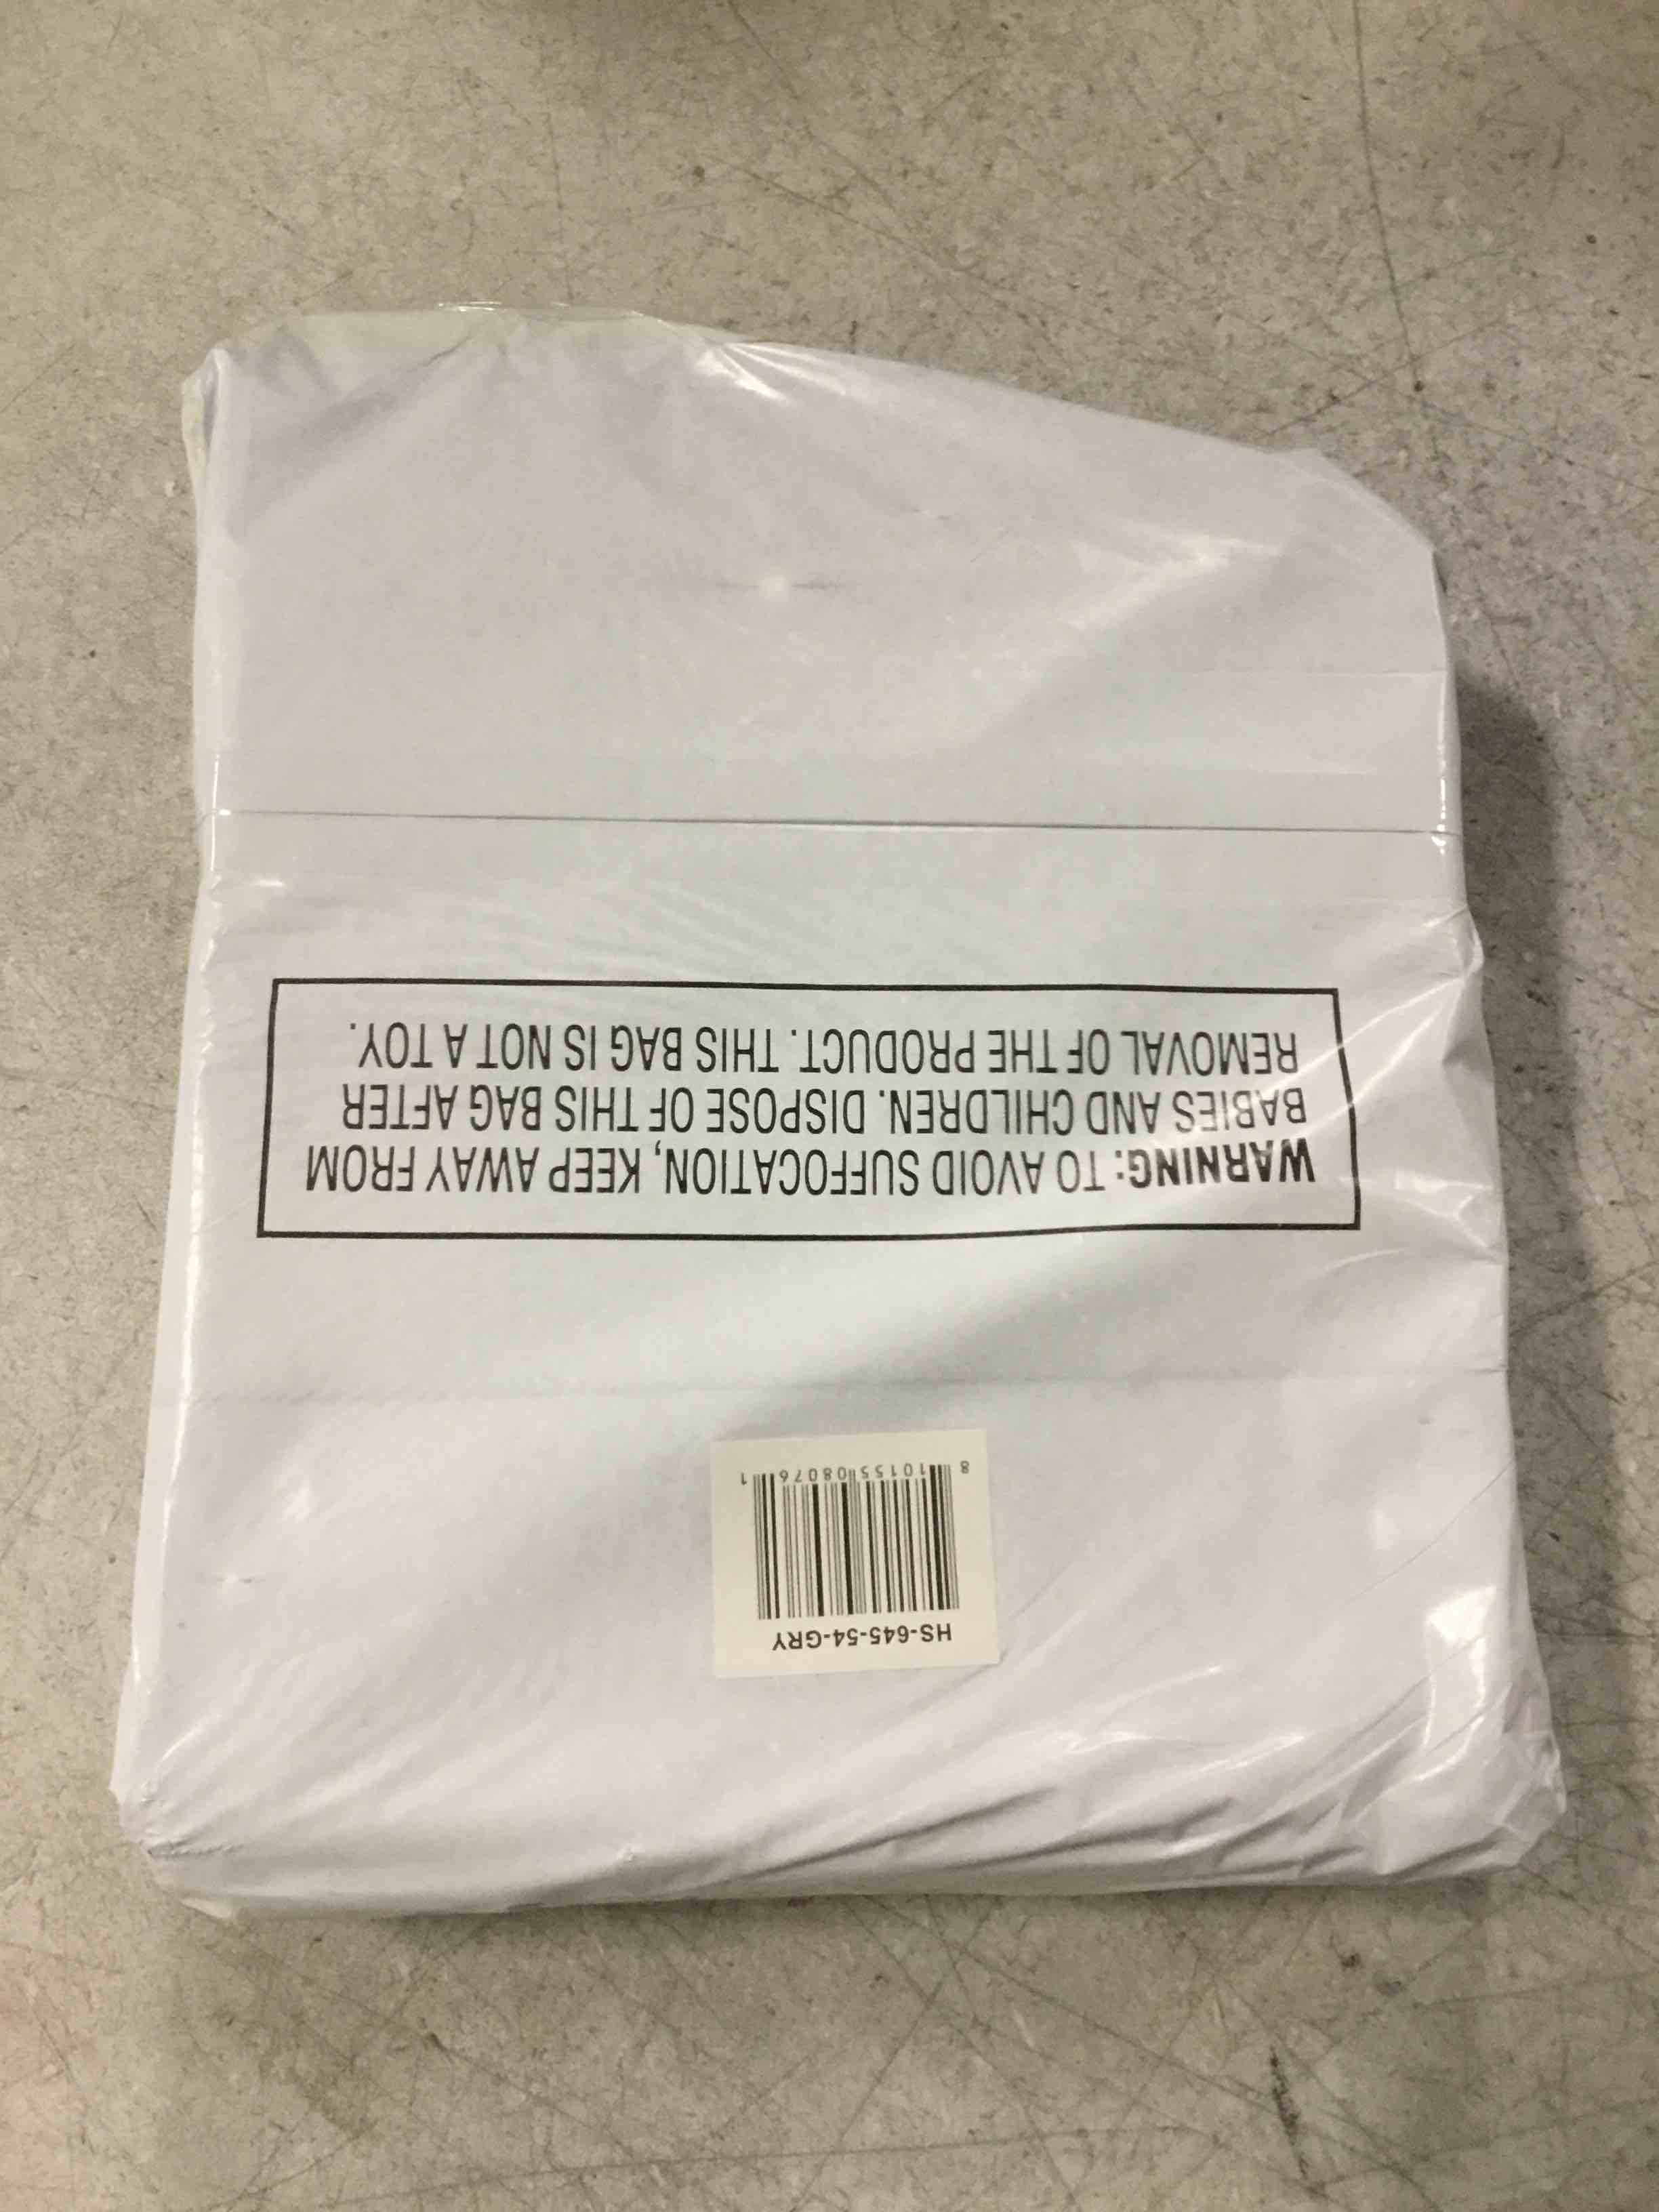 HS-645-54-GRY
8 10155 08076 1
WARNING: TO AVOID SUFFOCATION, KEEP AWAY FROM
BABIES AND CHILDREN. DISPOSE OF THIS BAG AFTER
REMOVAL OF THE PRODUCT. THIS BAG IS NOT A TOY.